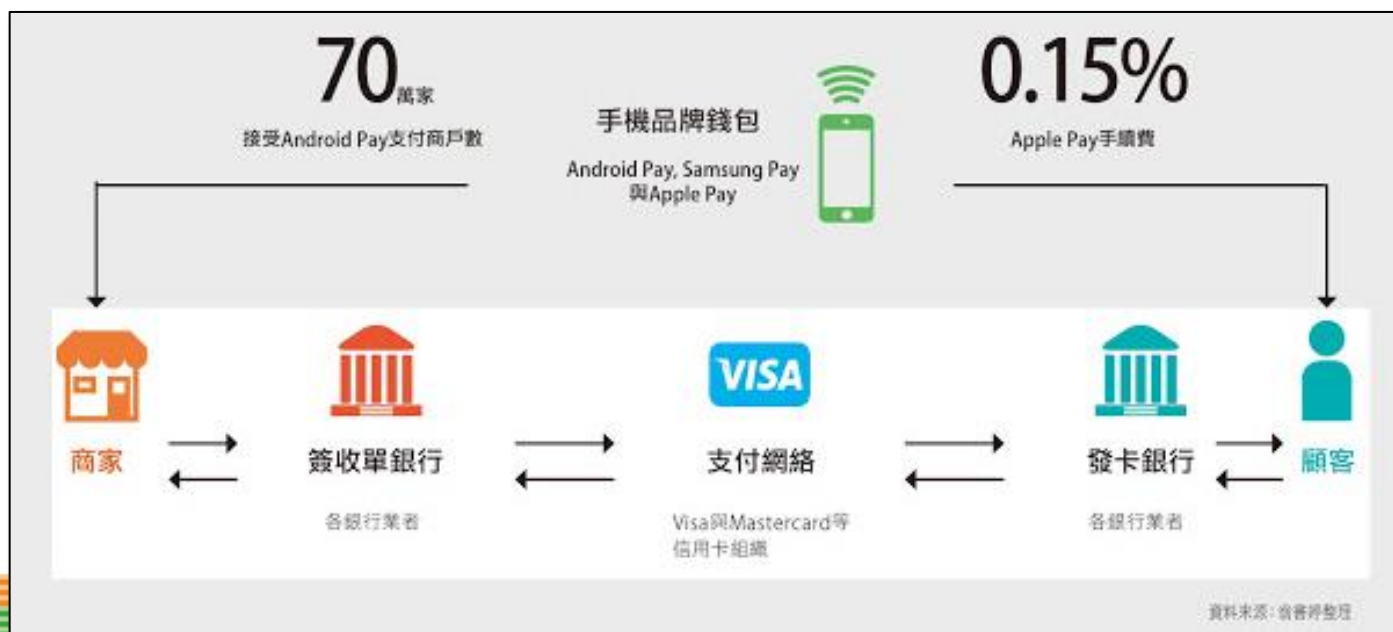 70萬家
接受Android Pay支付商戶數
手機品牌錢包
Android Pay, Samsung Pay
與Apple Pay
0.15%
Apple Pay手續費
商家
簽收單銀行
各銀行業者
VISA
支付網絡
Visa與Mastercard等
信用卡組織
發卡銀行
各銀行業者
顧客
資料來源：翁書婷整理